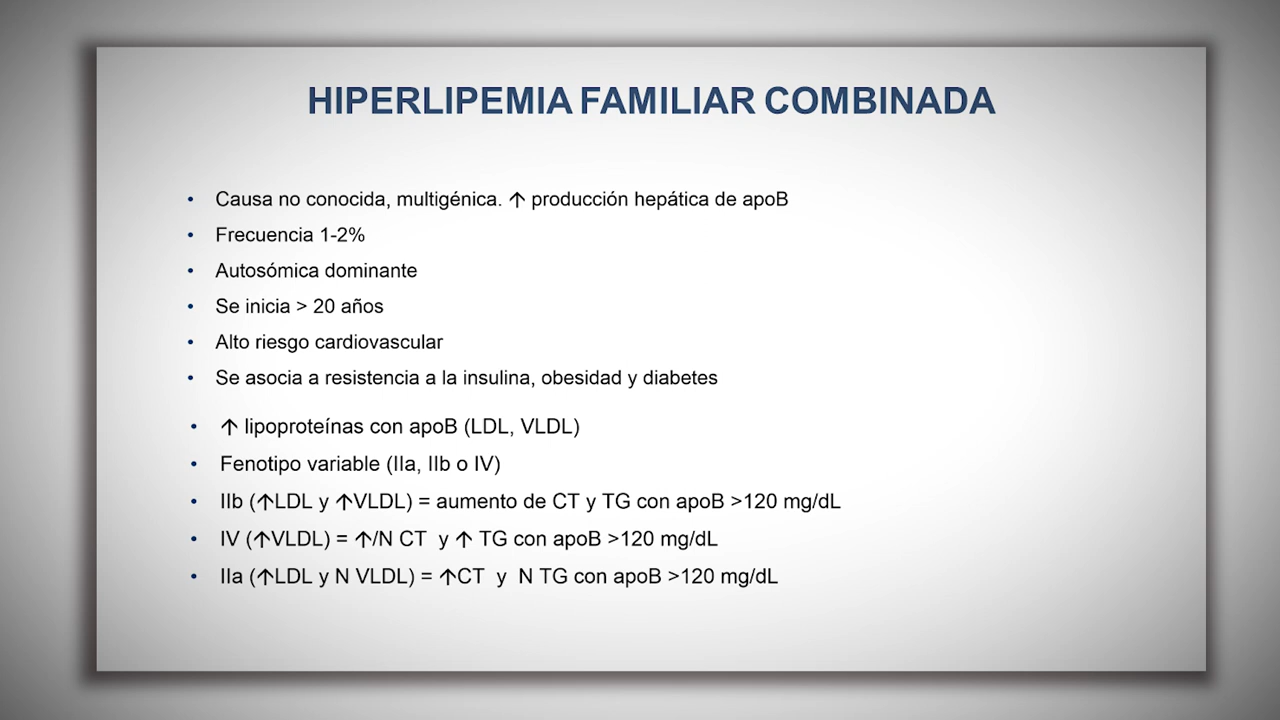 HIPERLIPEMIA FAMILIAR COMBINADA
• Causa no conocida, multigénica. ↑ producción hepática de apoB
• Frecuencia 1-2%
• Autosómica dominante
• Se inicia > 20 años
• Alto riesgo cardiovascular
• Se asocia a resistencia a la insulina, obesidad y diabetes
• ↑ lipoproteínas con apoB (LDL, VLDL)
• Fenotipo variable (IIa, IIb o IV)
• IIb (↑LDL y ↑VLDL) = aumento de CT y TG con apoB >120 mg/dL
• IV (↑VLDL) = ↑/N CT y ↑ TG con apoB >120 mg/dL
• IIa (↑LDL y N VLDL) = ↑CT y N TG con apoB >120 mg/dL